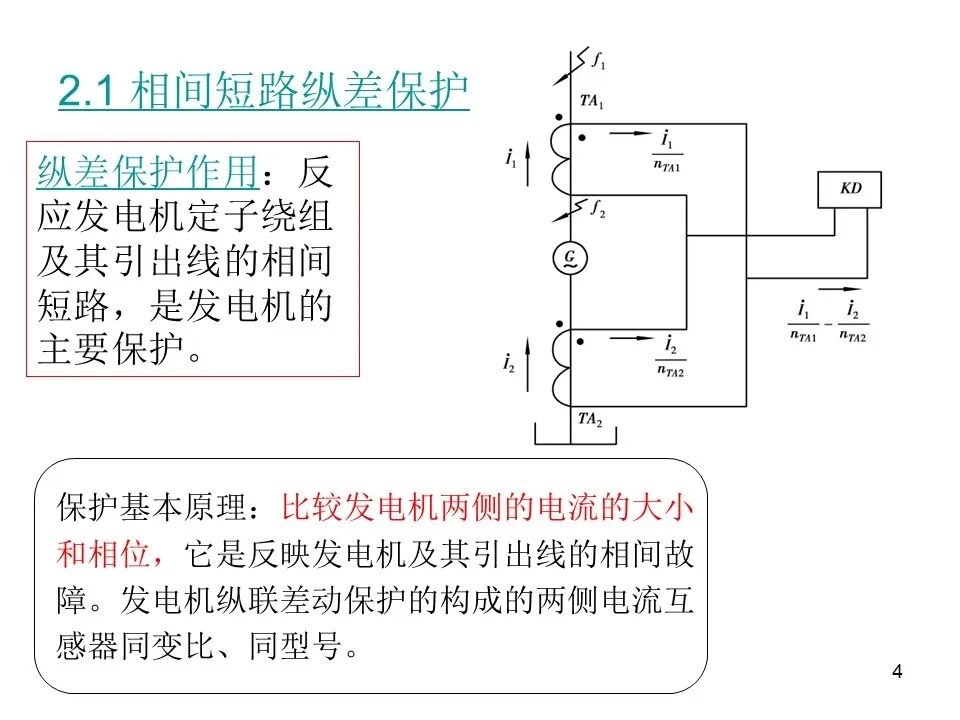 2.1 相间短路纵差保护
纵差保护作用：反
应发电机定子绕组
及其引出线的相间
短路，是发电机的
主要保护。
f₁
TA₁
İ₁
İ₁
nTA1
f₂
KD
G
~
İ₁/nTA1 - İ₂/nTA2
İ₂
İ₂
nTA2
TA₂
保护基本原理：比较发电机两侧的电流的大小
和相位，它是反映发电机及其引出线的相间故
障。发电机纵联差动保护的构成的两侧电流互
感器同变比、同型号。
4